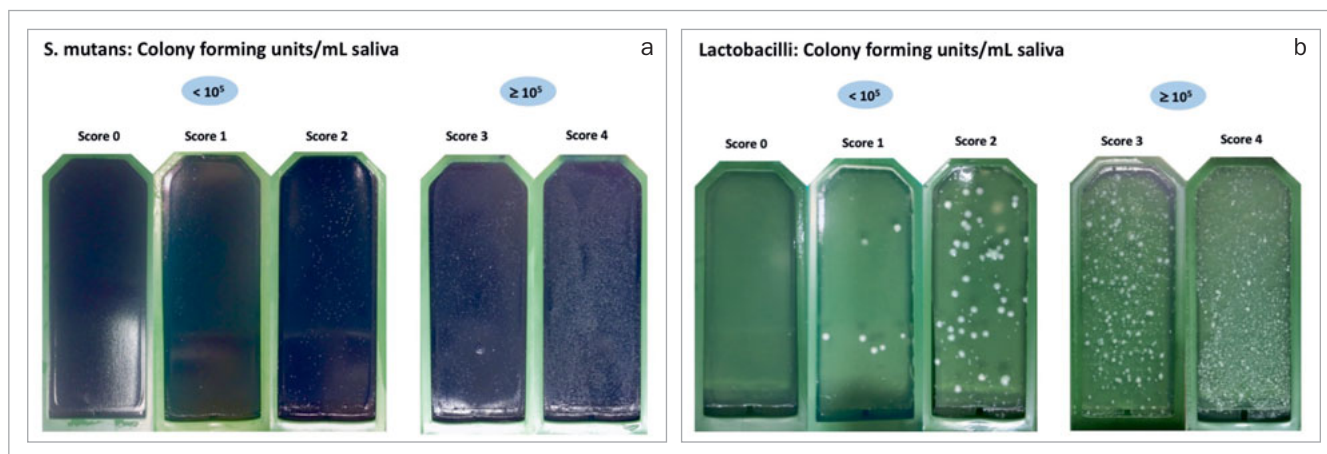 S. mutans: Colony forming units/mL saliva
a
< 10⁵
≥ 10⁵
Score 0
Score 1
Score 2
Score 3
Score 4
Lactobacilli: Colony forming units/mL saliva
b
< 10⁵
≥ 10⁵
Score 0
Score 1
Score 2
Score 3
Score 4